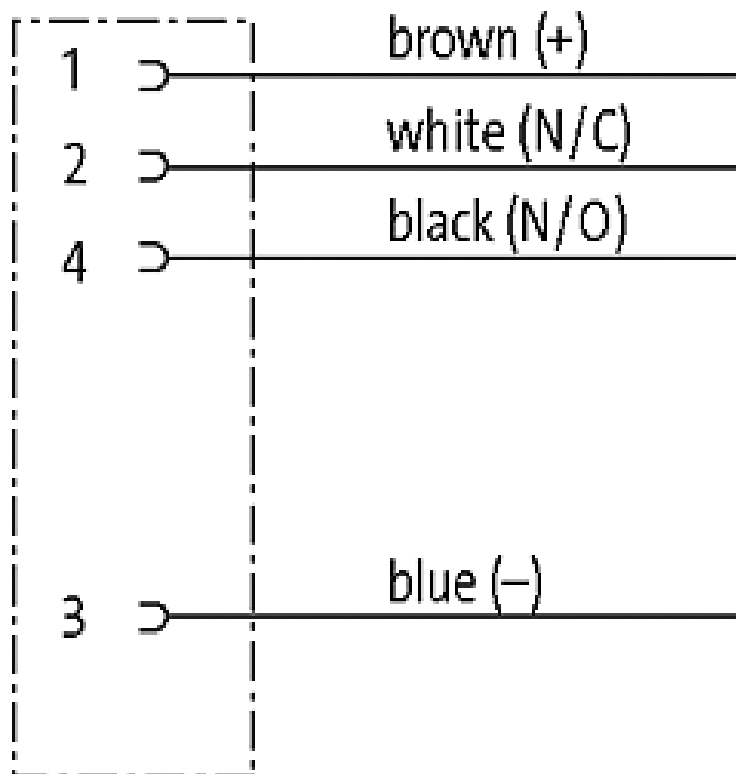 1 brown (+)
2 white (N/C)
4 black (N/O)
3 blue (–)